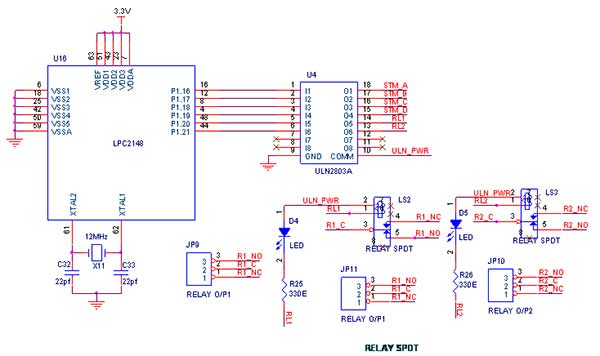 3.3V
U16
63 51 43 23 7
VREF VDD1 VDD2 VDD3 VDDA
6 VSS1
18 VSS2
25 VSS3
42 VSS4
50 VSS5
59 VSSA
LPC2148
P1.16 16
P1.17 12
P1.18 8
P1.19 4
P1.20 48
P1.21 44
XTAL2 XTAL1
61 62
12MHz
X11
C32
22pf
C33
22pf
U4
1 I1 O1 18 STM_A
2 I2 O2 17 STM_B
3 I3 O3 16 STM_C
4 I4 O4 15 STM_D
5 I5 O5 14 RL1
6 I6 O6 13 RL2
7 I7 O7 12
8 I8 O8 11
9 GND COMM 10 ULN_PWR
ULN2803A
JP9
3 R1_NO
2 R1_C
1 R1_NC
RELAY O/P1
ULN_PWR 2
RL1 1
LS2
R1_C 3
4 R1_NC
5 R1_NO
8
RELAY SPDT
D4
LED
R25
330E
RL1
JP11
3 R1_NO
2 R1_C
1 R1_NC
RELAY O/P1
ULN_PWR 2
RL2 1
LS3
R2_C 3
4 R2_NC
5 R2_NO
8
RELAY SPDT
D5
LED
R26
330E
RL2
JP10
3 R2_NO
2 R2_C
1 R2_NC
RELAY O/P2
RELAY SPDT